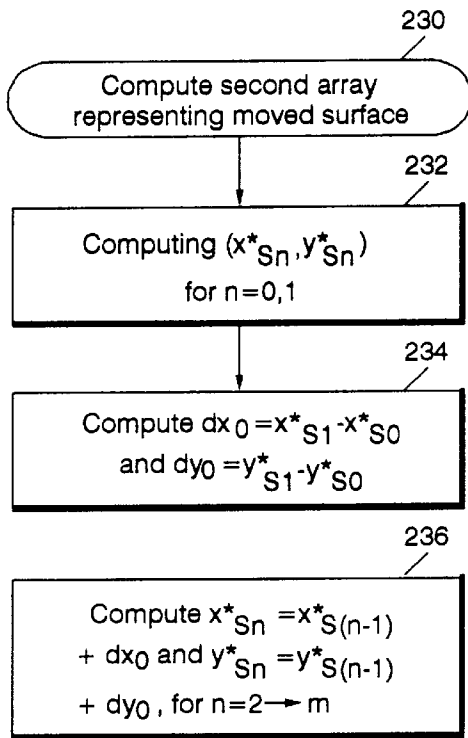 230
Compute second array
representing moved surface
232
Computing (x*Sn,y*Sn)
for n=0,1
234
Compute dx0=x*S1-x*S0
and dy0=y*S1-y*S0
236
Compute x*Sn=x*S(n-1)
+ dx0 and y*Sn=y*S(n-1)
+ dy0, for n=2→m